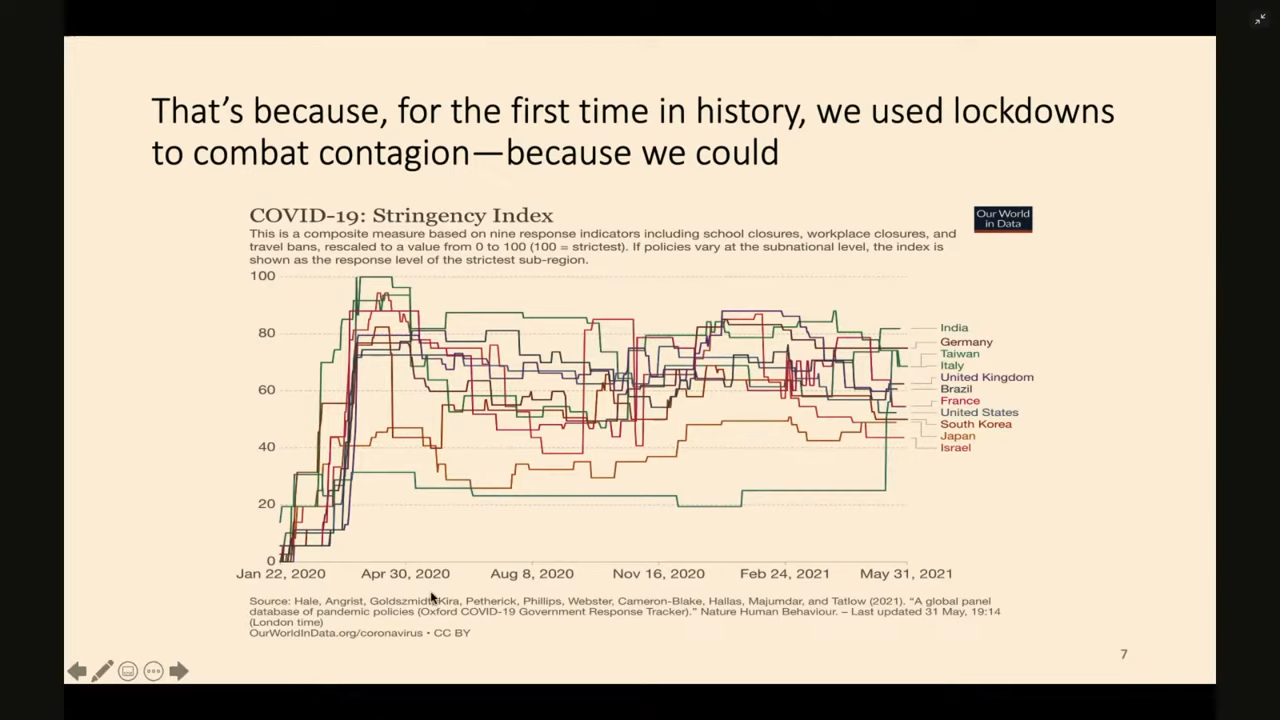 That’s because, for the first time in history, we used lockdowns
to combat contagion—because we could
COVID-19: Stringency Index
Our World
in Data
This is a composite measure based on nine response indicators including school closures, workplace closures, and
travel bans, rescaled to a value from 0 to 100 (100 = strictest). If policies vary at the subnational level, the index is
shown as the response level of the strictest sub-region.
100
80
60
40
20
0
India
Germany
Taiwan
Italy
United Kingdom
Brazil
France
United States
South Korea
Japan
Israel
Jan 22, 2020 Apr 30, 2020 Aug 8, 2020 Nov 16, 2020 Feb 24, 2021 May 31, 2021
Source: Hale, Angrist, Goldszmidt, Kira, Petherick, Phillips, Webster, Cameron-Blake, Hallas, Majumdar, and Tatlow (2021). “A global panel
database of pandemic policies (Oxford COVID-19 Government Response Tracker).” Nature Human Behaviour. – Last updated 31 May, 19:14
(London time)
OurWorldInData.org/coronavirus • CC BY
7